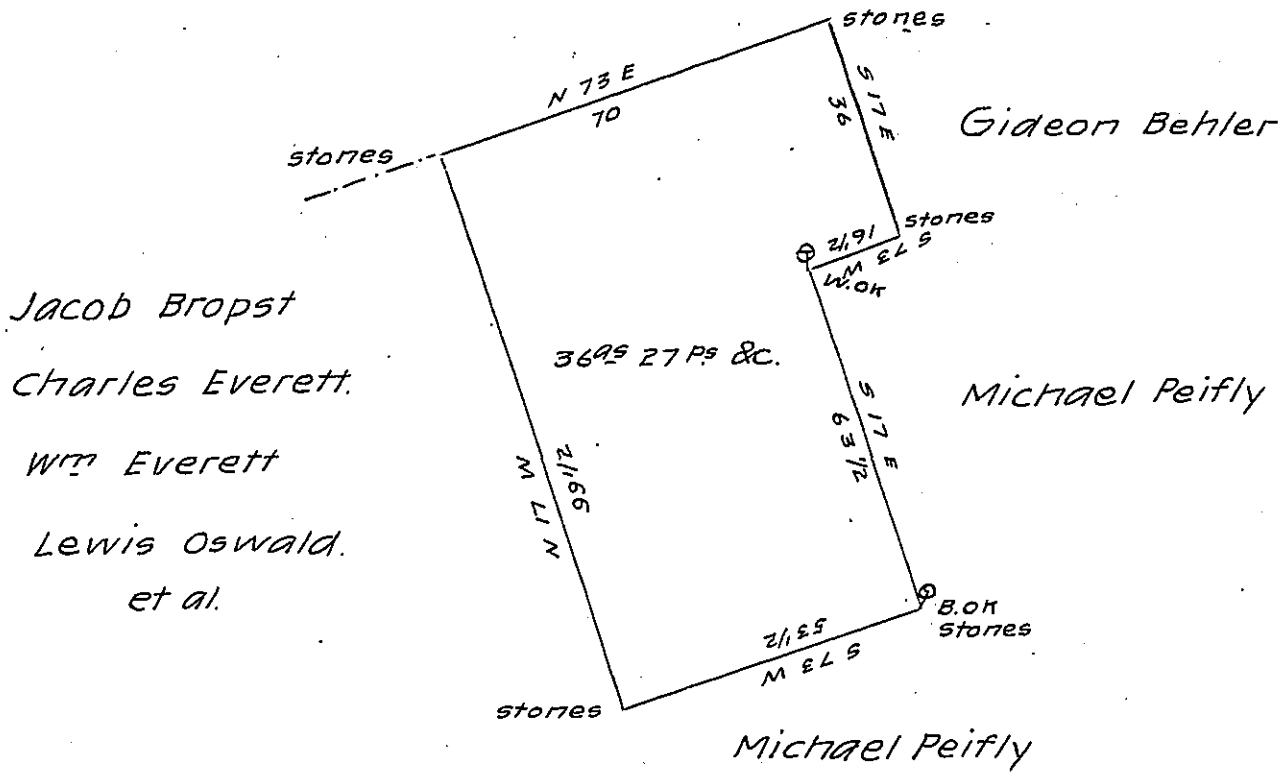 stones
N 73 E
70
S 17 E
36
Gideon Behler
stones
stones
16 1/2
S 73 W
W.OK
Jacob Bropst
Charles Everett.
Wm Everett
Lewis Oswald.
et al.
36 as 27 Ps &c.
S 17 E
63 1/2
Michael Peifly
N 17 W
99 1/2
B.OK
stones
53 1/2
S 73 W
stones
Michael Peifly